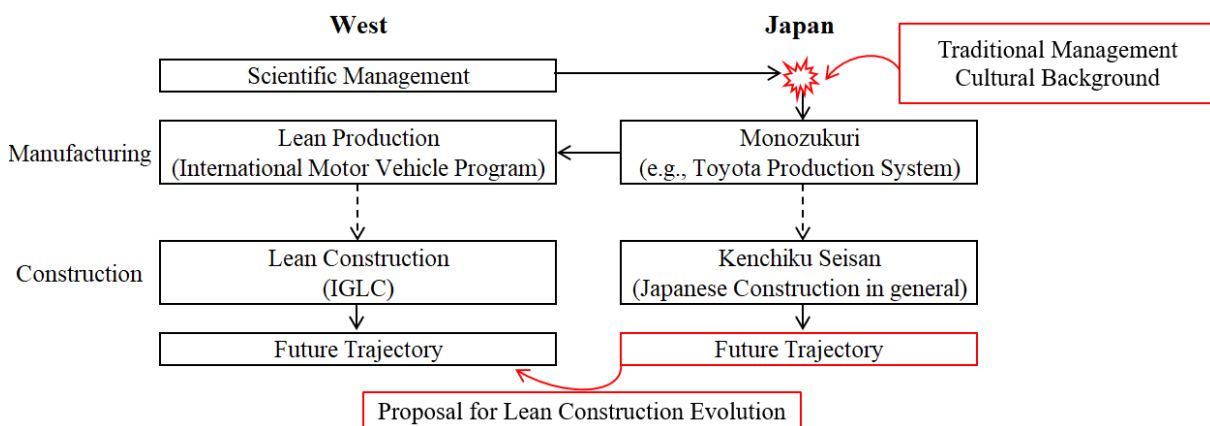 West
Japan
Traditional Management
Cultural Background
Scientific Management
Manufacturing
Lean Production
(International Motor Vehicle Program)
Monozukuri
(e.g., Toyota Production System)
Construction
Lean Construction
(IGLC)
Kenchiku Seisan
(Japanese Construction in general)
Future Trajectory
Future Trajectory
Proposal for Lean Construction Evolution